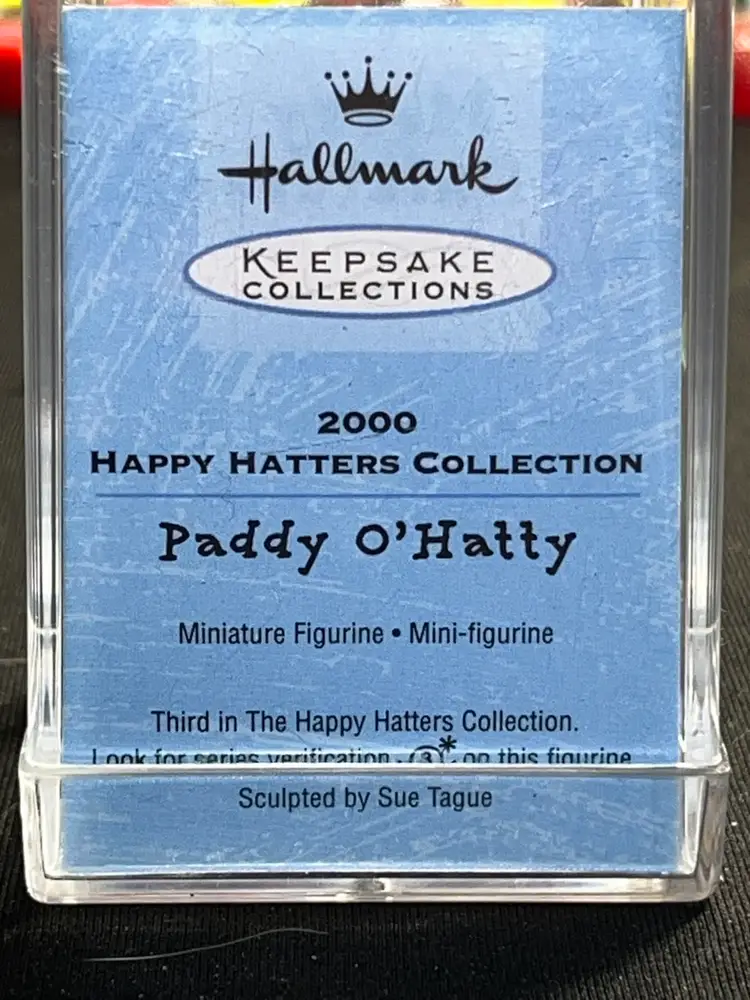 Hallmark
KEEPSAKE
COLLECTIONS
2000
HAPPY HATTERS COLLECTION
Paddy O'Hatty
Miniature Figurine • Mini-figurine
Third in The Happy Hatters Collection.
Look for series verification 3* on this figurine
Sculpted by Sue Tague